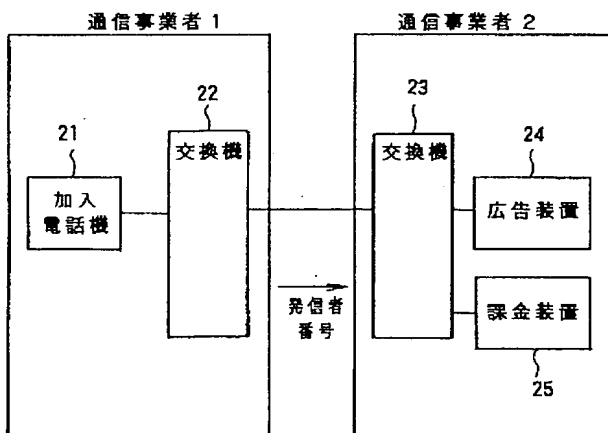 通信事業者1
通信事業者2
21
22
23
24
加入
電話機
交換機
交換機
広告装置
発信者
番号
課金装置
25